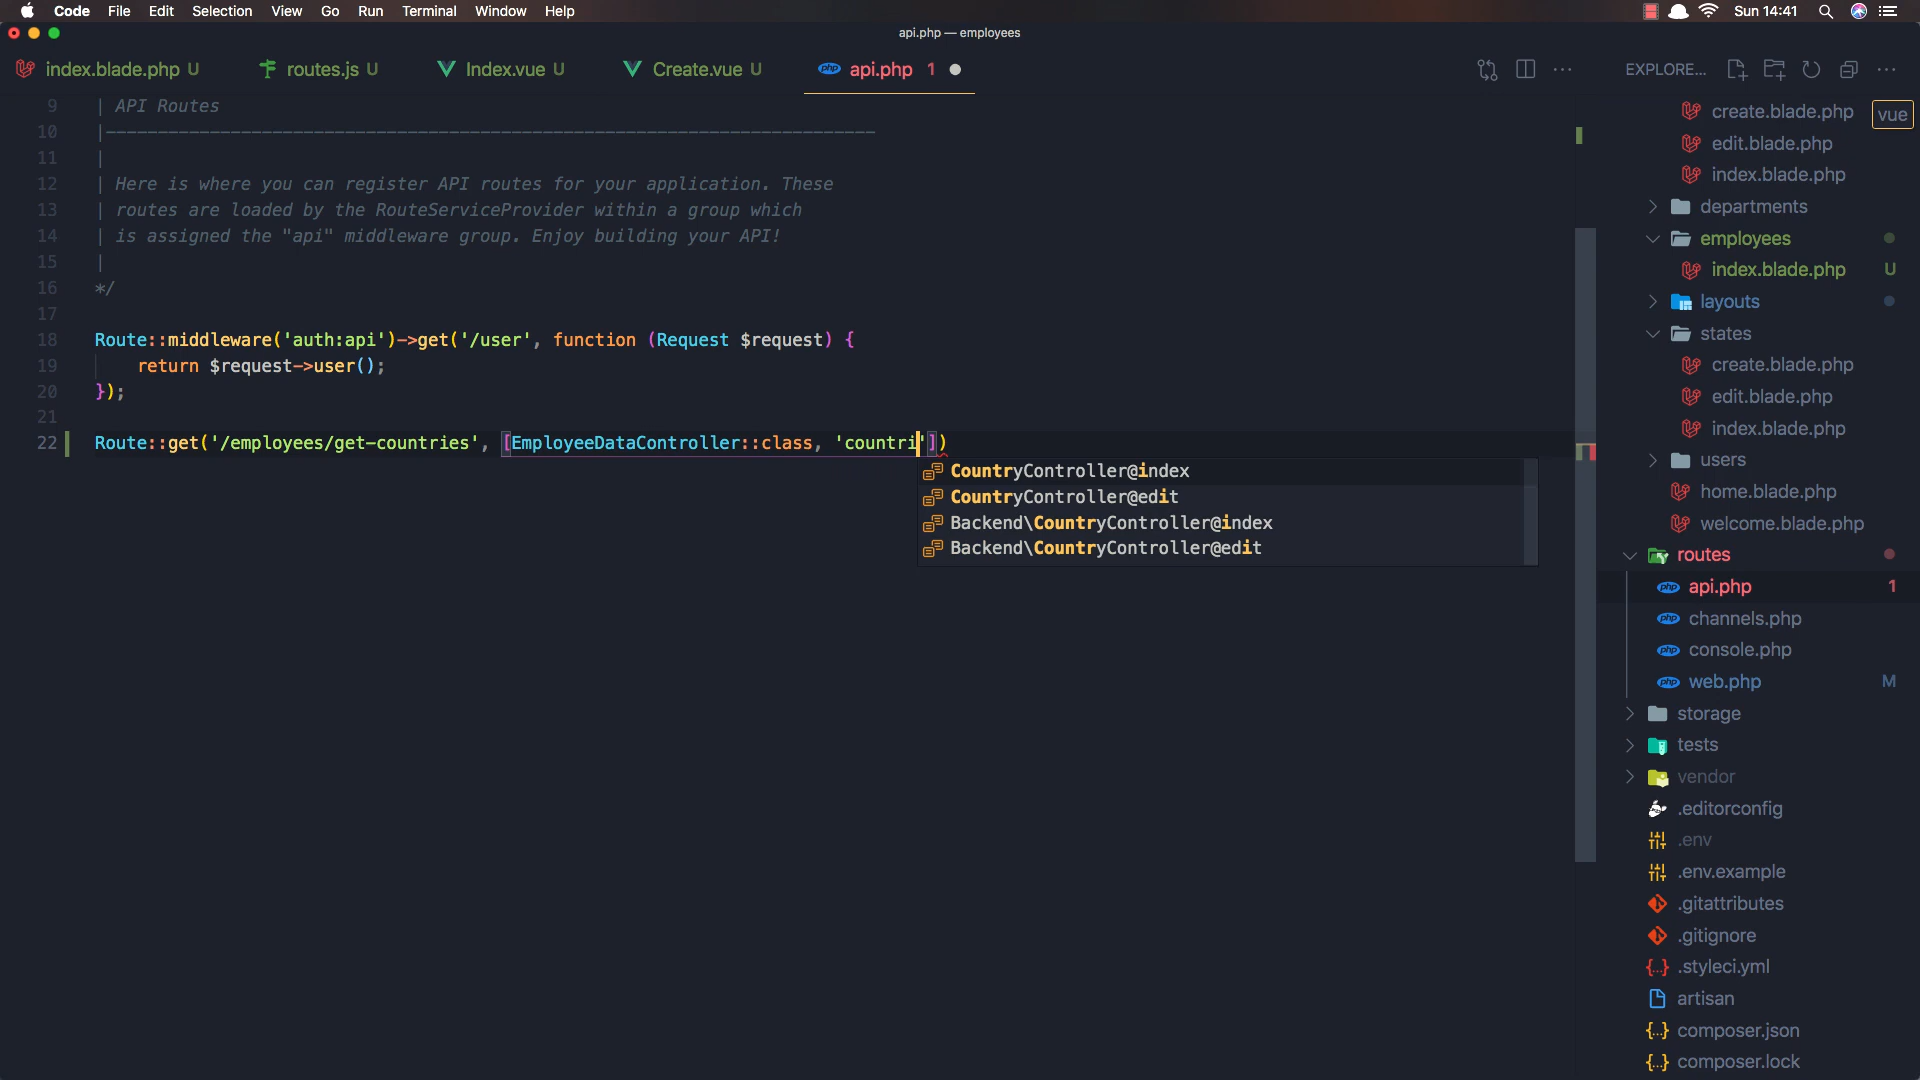 Code File Edit Selection View Go Run Terminal Window Help Sun 14:41
api.php — employees
index.blade.php U routes.js U Index.vue U Create.vue U php api.php 1 EXPLORE...
9 | API Routes
10 |--------------------------------------------------------------------------
11 |
12 | Here is where you can register API routes for your application. These
13 | routes are loaded by the RouteServiceProvider within a group which
14 | is assigned the "api" middleware group. Enjoy building your API!
15 |
16 */
17
18 Route::middleware('auth:api')->get('/user', function (Request $request) {
19 return $request->user();
20 });
21
22 Route::get('/employees/get-countries', [EmployeeDataController::class, 'countri'])
CountryController@index
CountryController@edit
Backend\CountryController@index
Backend\CountryController@edit
create.blade.php
vue
edit.blade.php
index.blade.php
departments
employees
index.blade.php U
layouts
states
create.blade.php
edit.blade.php
index.blade.php
users
home.blade.php
welcome.blade.php
routes
php api.php 1
php channels.php
php console.php
php web.php M
storage
tests
vendor
.editorconfig
.env
.env.example
.gitattributes
.gitignore
{..} .styleci.yml
artisan
{..} composer.json
{..} composer.lock